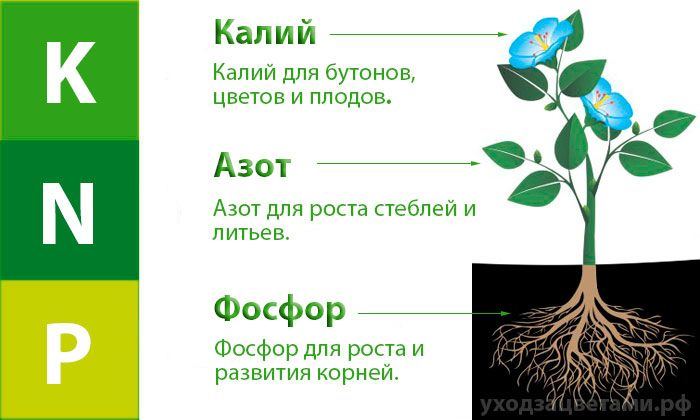 K
Калий
Калий для бутонов,
цветов и плодов.
N
Азот
Азот для роста стеблей и
литьев.
P
Фосфор
Фосфор для роста и
развития корней.
уходзацветами.рф